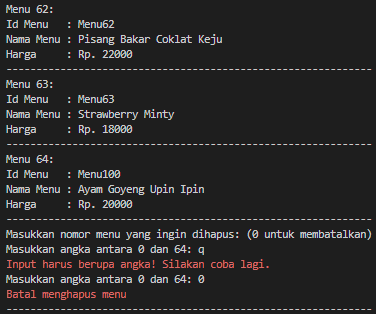 Menu 62:
Id Menu   : Menu62
Nama Menu : Pisang Bakar Coklat Keju
Harga     : Rp. 22000
------------------------------------------------------------
Menu 63:
Id Menu   : Menu63
Nama Menu : Strawberry Minty
Harga     : Rp. 18000
------------------------------------------------------------
Menu 64:
Id Menu   : Menu100
Nama Menu : Ayam Goyeng Upin Ipin
Harga     : Rp. 20000
------------------------------------------------------------
Masukkan nomor menu yang ingin dihapus: (0 untuk membatalkan)
Masukkan angka antara 0 dan 64: q
Input harus berupa angka! Silakan coba lagi.
Masukkan angka antara 0 dan 64: 0
Batal menghapus menu
------------------------------------------------------------